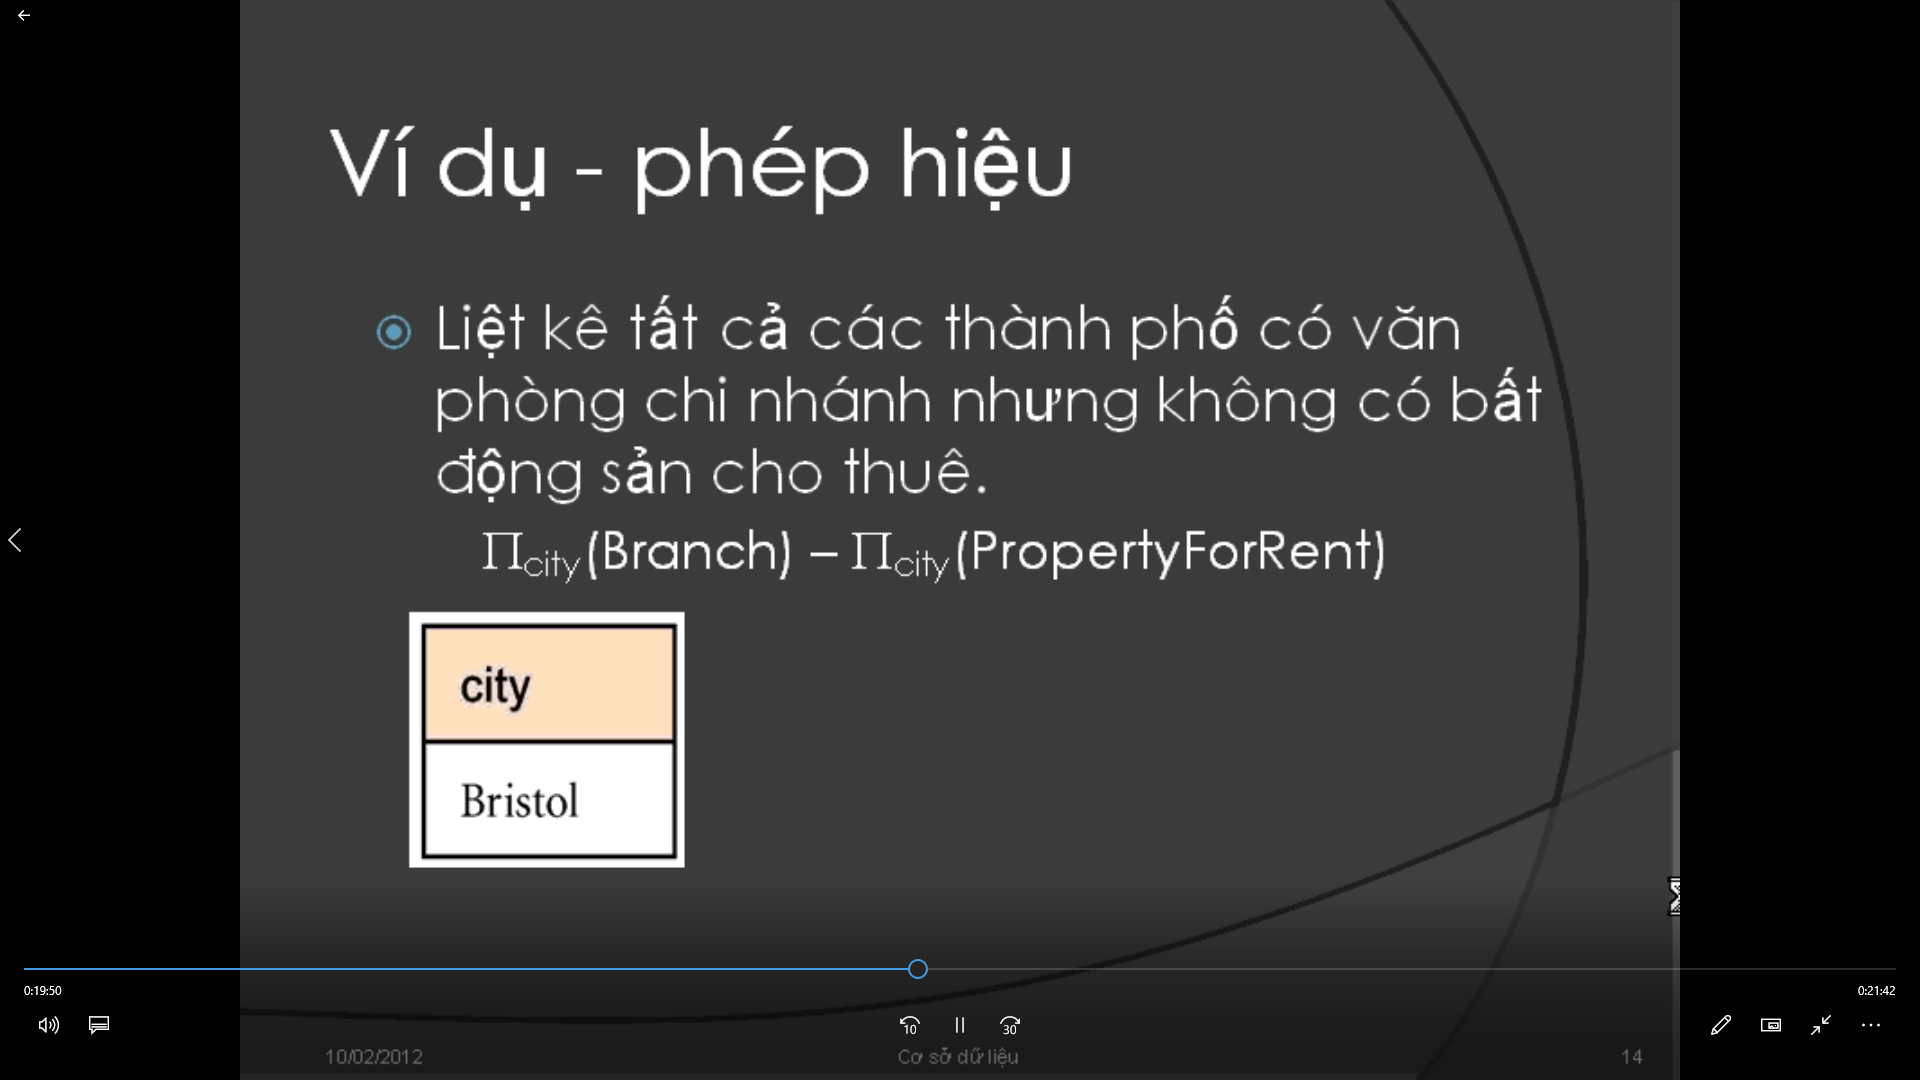 Ví dụ - phép hiệu
Liệt kê tất cả các thành phố có văn
phòng chi nhánh nhưng không có bất
động sản cho thuê.
∏city(Branch) – ∏city(PropertyForRent)
city
Bristol
0:19:50
0:21:42
10
30
10/02/2012
Cơ sở dữ liệu
14